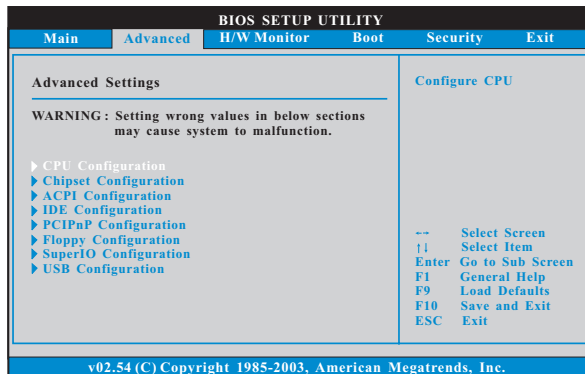 BIOS SETUP UTILITY
Main Advanced H/W Monitor Boot Security Exit
Advanced Settings
WARNING : Setting wrong values in below sections
may cause system to malfunction.
CPU Configuration
Chipset Configuration
ACPI Configuration
IDE Configuration
PCIPnP Configuration
Floppy Configuration
SuperIO Configuration
USB Configuration
Configure CPU
←→ Select Screen
↑↓ Select Item
Enter Go to Sub Screen
F1 General Help
F9 Load Defaults
F10 Save and Exit
ESC Exit
v02.54 (C) Copyright 1985-2003, American Megatrends, Inc.